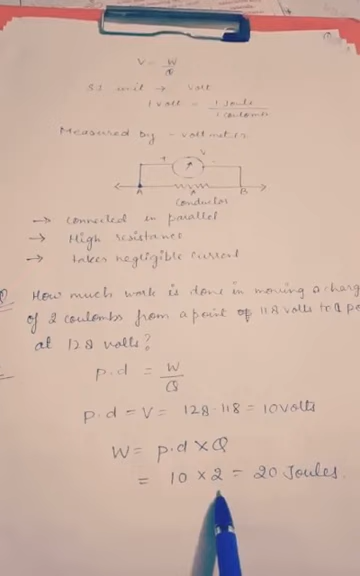 V = W/Q
S.I unit → volt
1 volt = 1 Joule / 1 coulomb
Measured by - voltmeter
+ V -
A R B
Conductor
→ connected in parallel
→ High resistance
→ takes negligible current
Q How much work is done in moving a charg
of 2 coulombs from a point of 118 volts to a po
at 128 volts?
p.d = W/Q
p.d = V = 128 - 118 = 10 volts
W = p.d × Q
= 10 × 2 = 20 Joules.